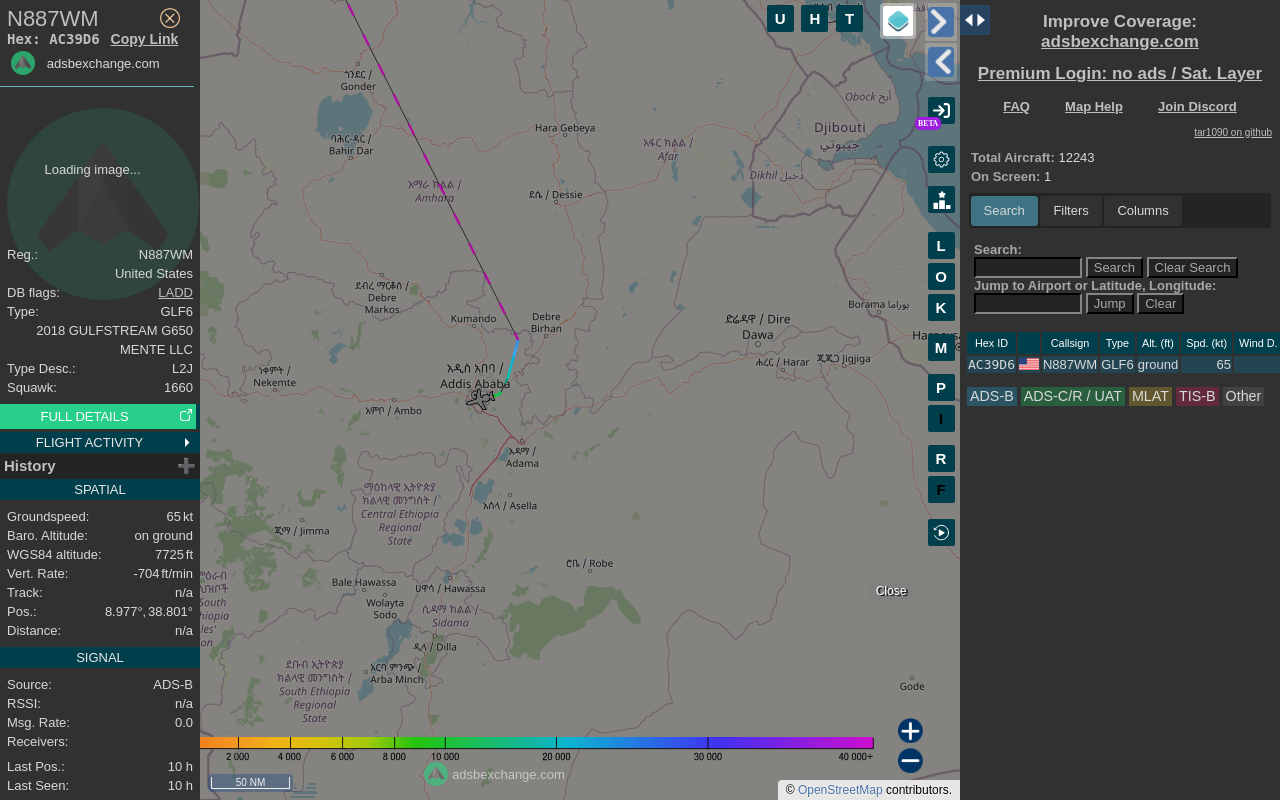 N887WM
Hex: AC39D6 Copy Link
adsbexchange.com
Loading image...
Reg.: N887WM
United States
DB flags: LADD
Type: GLF6
2018 GULFSTREAM G650
MENTE LLC
Type Desc.: L2J
Squawk: 1660
FULL DETAILS
FLIGHT ACTIVITY
History
SPATIAL
Groundspeed: 65 kt
Baro. Altitude: on ground
WGS84 altitude: 7725 ft
Vert. Rate: -704 ft/min
Track: n/a
Pos.: 8.977°, 38.801°
Distance: n/a
SIGNAL
Source: ADS-B
RSSI: n/a
Msg. Rate: 0.0
Receivers:
Last Pos.: 10 h
Last Seen: 10 h
U H T
ጎንደር /
Gonder
ባሕር-ዳር /
Bahir Dar
Hara Gebeya
አፋር ክልል /
Afar
Obock أبخ
Djibouti
جيبوتي
Dikhil دخيل
አማራ ክልል /
Amhara
ደሴ / Dessie
ደብረ ማርቆስ /
Debre
Markos
Kumando
Debre
Birhan
ድሬዳዋ / Dire
Dawa
Borama بوراما
ሐረር / Harar
ጂጂጋ Jigjiga
ነቀምት /
Nekemte
አዲስ አበባ /
Addis Ababa
አምቦ / Ambo
አዳማ /
Adama
ማዕከላዊ ኢትዮጵያ
ክልላዊ መንግስት /
Central Ethiopia
Regional
State
አሰላ / Asella
ጂማ / Jimma
ሮቤ / Robe
Bale Hawassa
ሀዋሳ / Hawassa
Wolayta
Sodo
ሲዳማ ክልል /
Sidama
ዲላ / Dilla
አርባ ምንጭ /
Arba Minch
ደቡብ ኢትዮጵያ
ክልላዊ መንግስት /
South Ethiopia
Regional
State
Gode
BETA
L
O
K
M
P
I
R
F
Close
2 000 4 000 6 000 8 000 10 000 20 000 30 000 40 000+
adsbexchange.com
50 NM
© OpenStreetMap contributors.
Improve Coverage:
adsbexchange.com
Premium Login: no ads / Sat. Layer
FAQ Map Help Join Discord
tar1090 on github
Total Aircraft: 12243
On Screen: 1
Search Filters Columns
Search:
Search Clear Search
Jump to Airport or Latitude, Longitude:
Jump Clear
Hex ID Callsign Type Alt. (ft) Spd. (kt) Wind D.
AC39D6 N887WM GLF6 ground 65
ADS-B ADS-C/R / UAT MLAT TIS-B Other